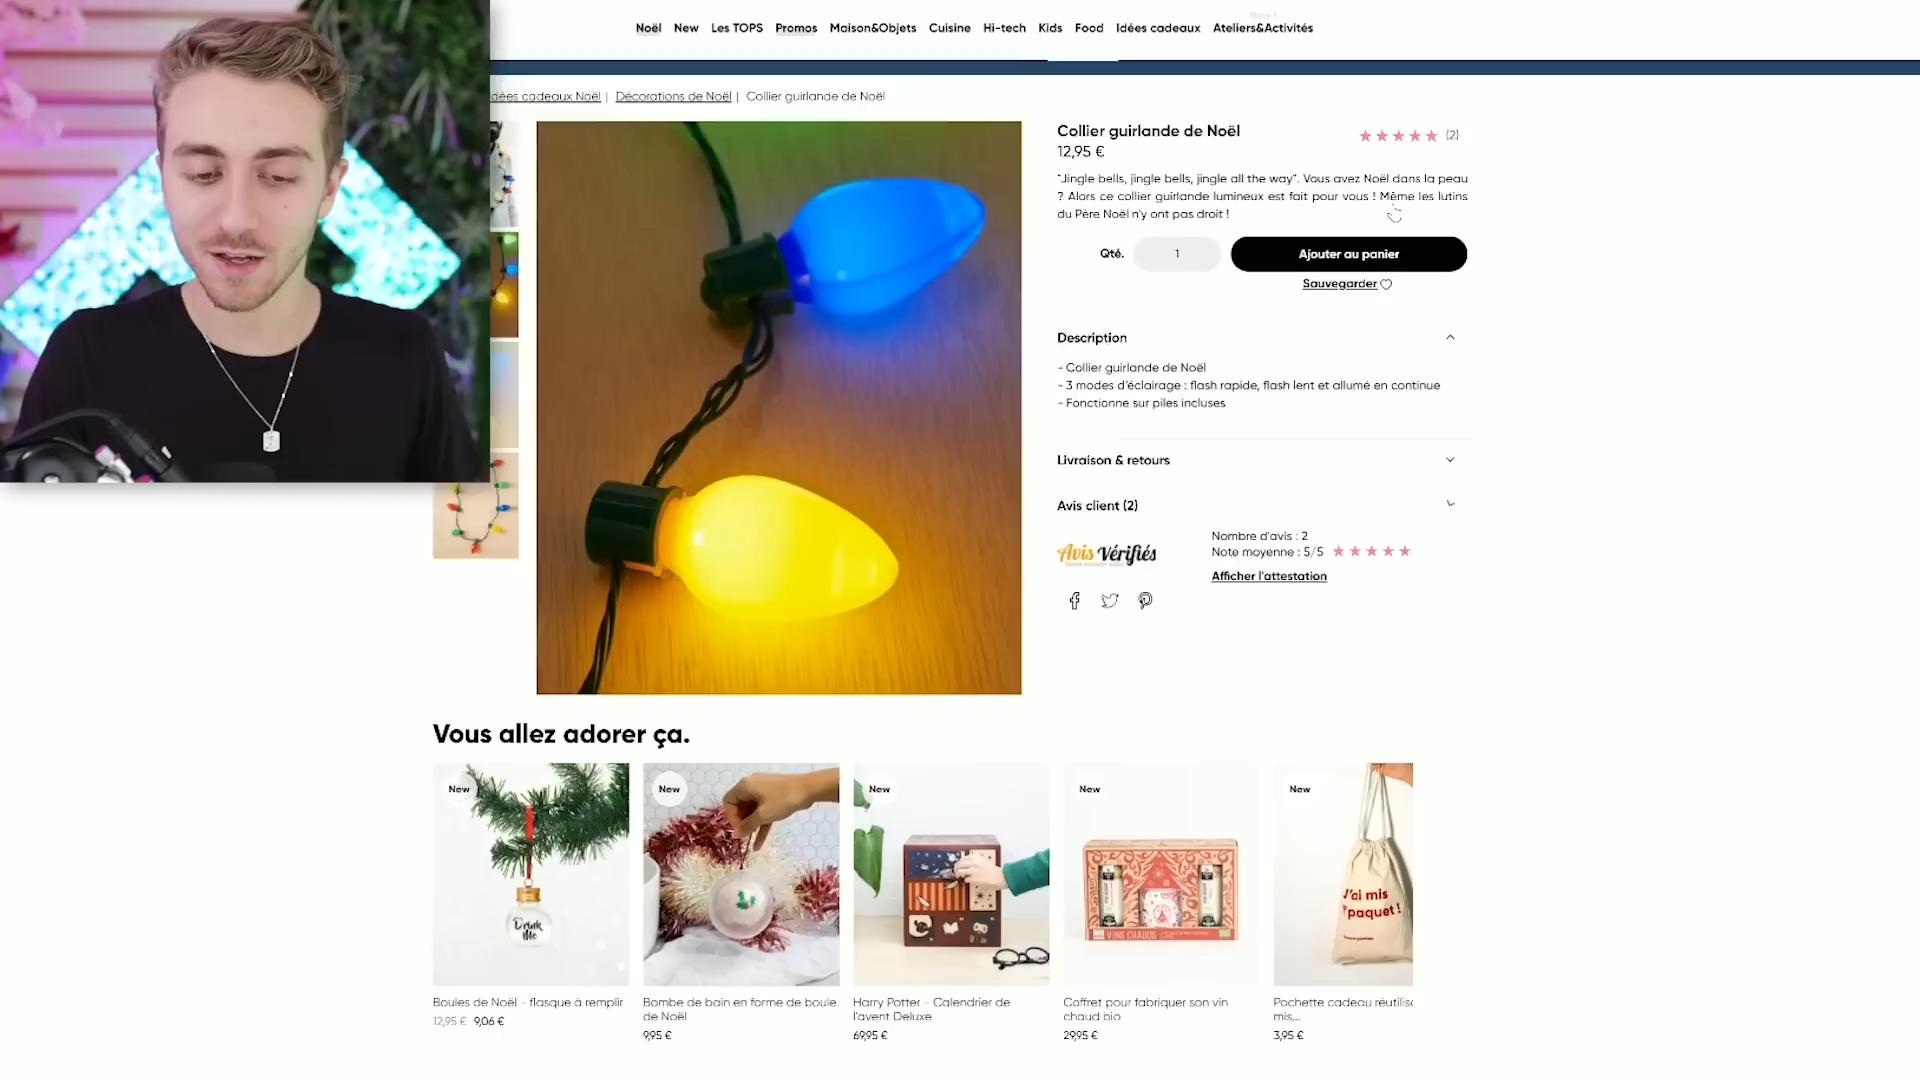 Noël New Les TOPS Promos Maison&Objets Cuisine Hi-tech Kids Food Idées cadeaux Ateliers&Activités
cadeaux Noël | Décorations de Noël | Collier guirlande de Noël
Collier guirlande de Noël
(2)
12,95 €
"Jingle bells, jingle bells, jingle all the way". Vous avez Noël dans la peau
? Alors ce collier guirlande lumineux est fait pour vous ! Même les lutins
du Père Noël n'y ont pas droit !
Qté. 1 Ajouter au panier
Sauvegarder
Description
- Collier guirlande de Noël
- 3 modes d'éclairage : flash rapide, flash lent et allumé en continue
- Fonctionne sur piles incluses
Livraison & retours
Avis client (2)
Avis Vérifiés
Nombre d'avis : 2
Note moyenne : 5/5
Afficher l'attestation
Vous allez adorer ça.
New New New New New
Drink
Me
VINS CHAUDS
J'ai mis
paquet !
Boules de Noël - flasque à remplir
12,95 € 9,06 €
Bombe de bain en forme de boule
de Noël
9,95 €
Harry Potter - Calendrier de
l'avent Deluxe
69,95 €
Coffret pour fabriquer son vin
chaud bio
29,95 €
Pochette cadeau
mis...
3,95 €